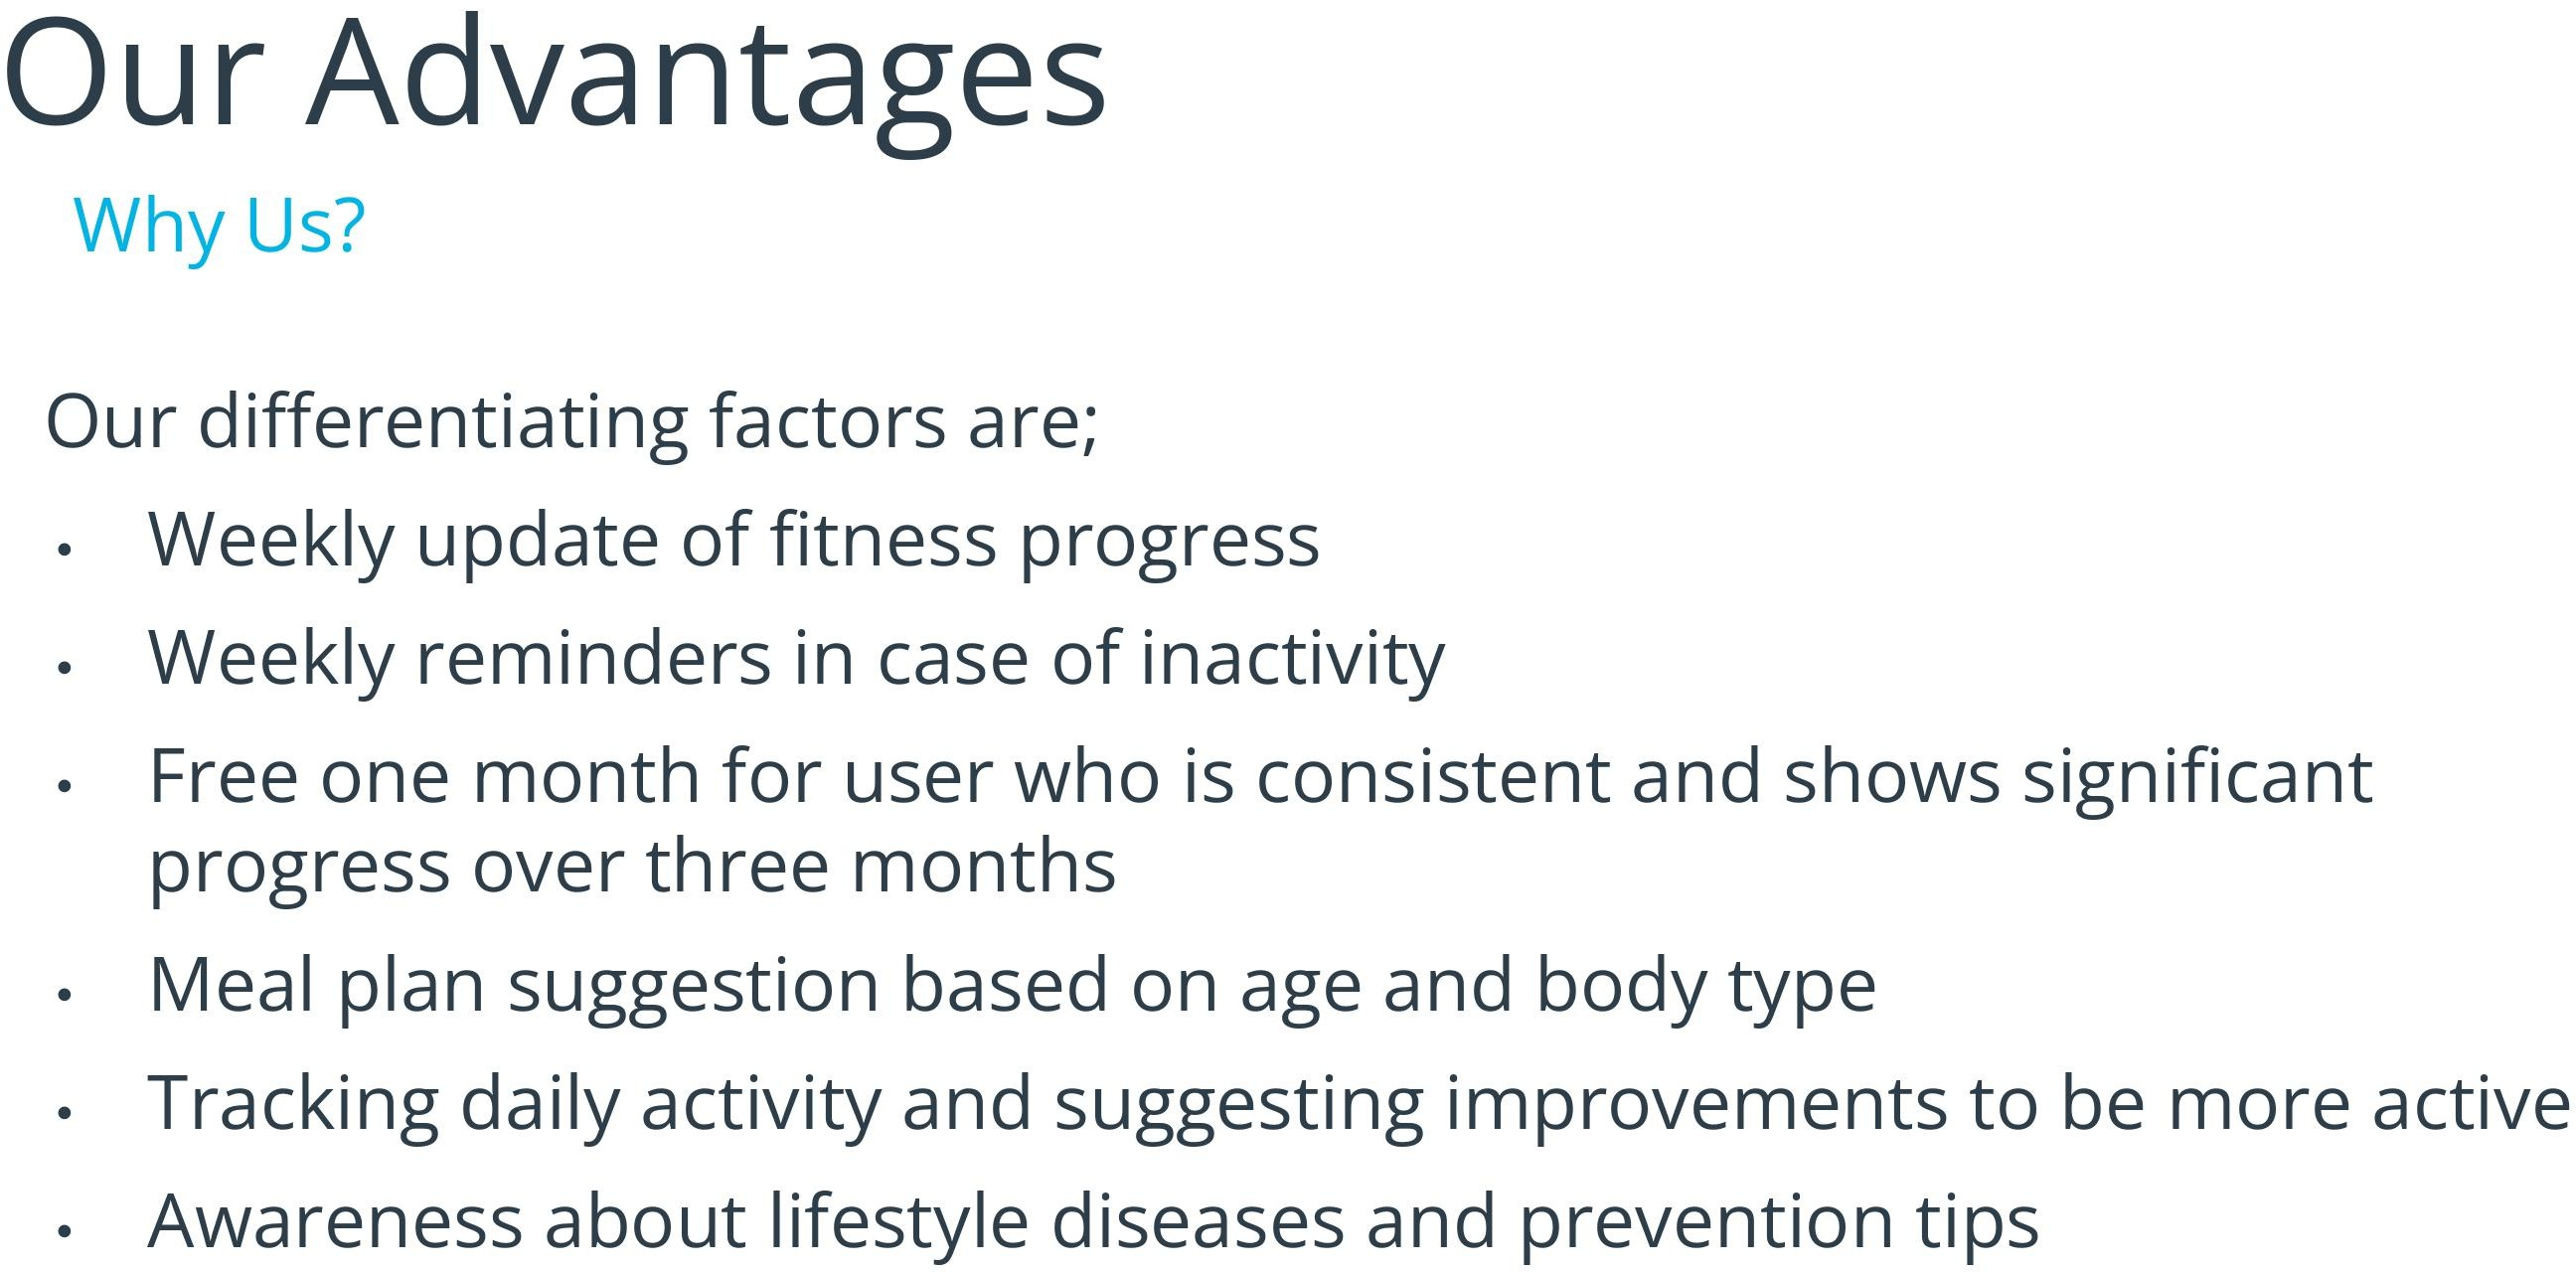 Our Advantages
Why Us?
Our differentiating factors are;
• Weekly update of fitness progress
• Weekly reminders in case of inactivity
• Free one month for user who is consistent and shows significant
progress over three months
• Meal plan suggestion based on age and body type
• Tracking daily activity and suggesting improvements to be more active
• Awareness about lifestyle diseases and prevention tips